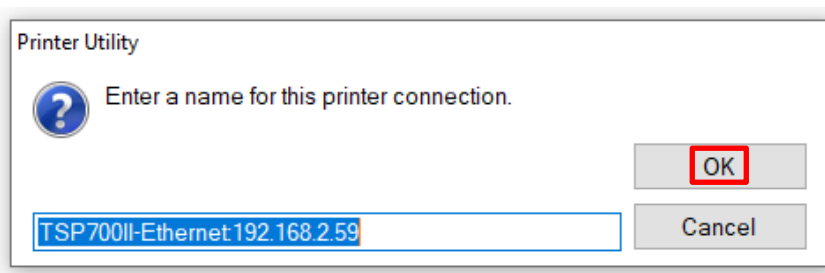 Printer Utility
Enter a name for this printer connection.
OK
TSP700II-Ethernet:192.168.2.59
Cancel